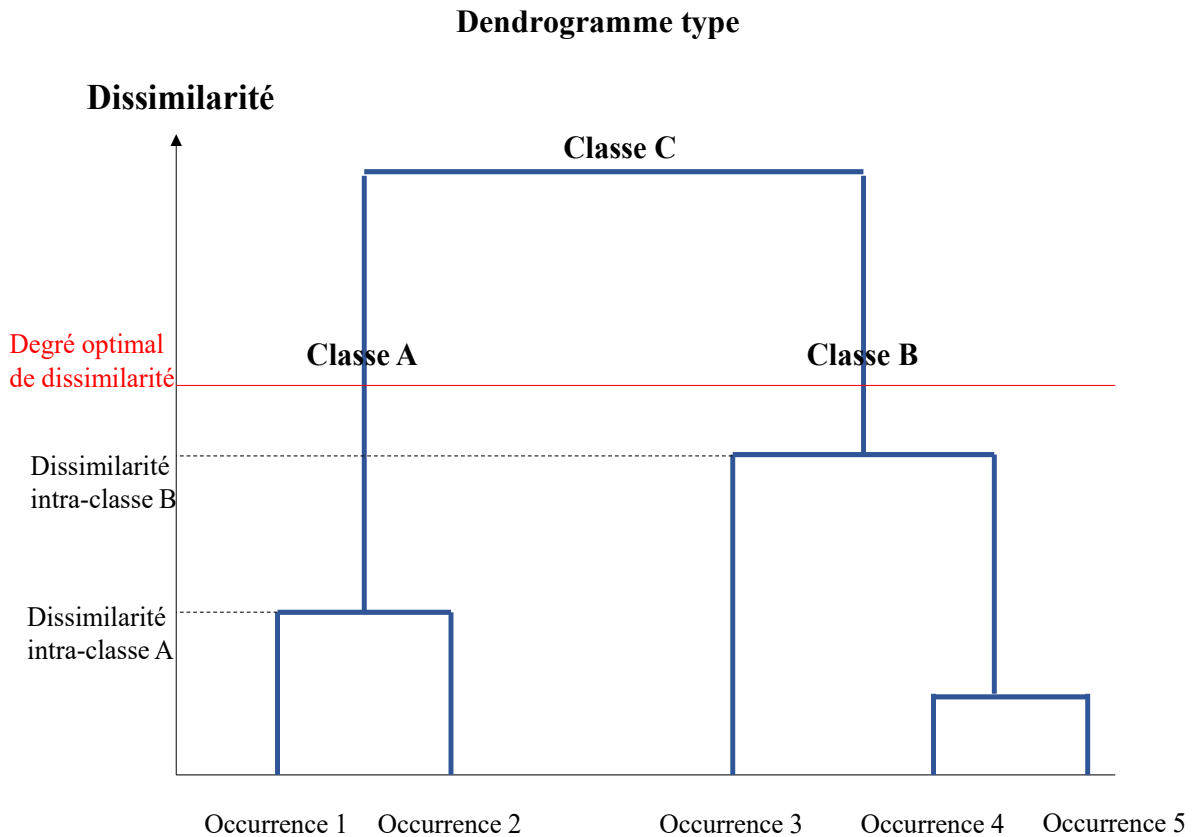 Dendrogramme type
Dissimilarité
Classe C
Degré optimal
de dissimilarité
Classe A
Classe B
Dissimilarité
intra-classe B
Dissimilarité
intra-classe A
Occurrence 1
Occurrence 2
Occurrence 3
Occurrence 4
Occurrence 5